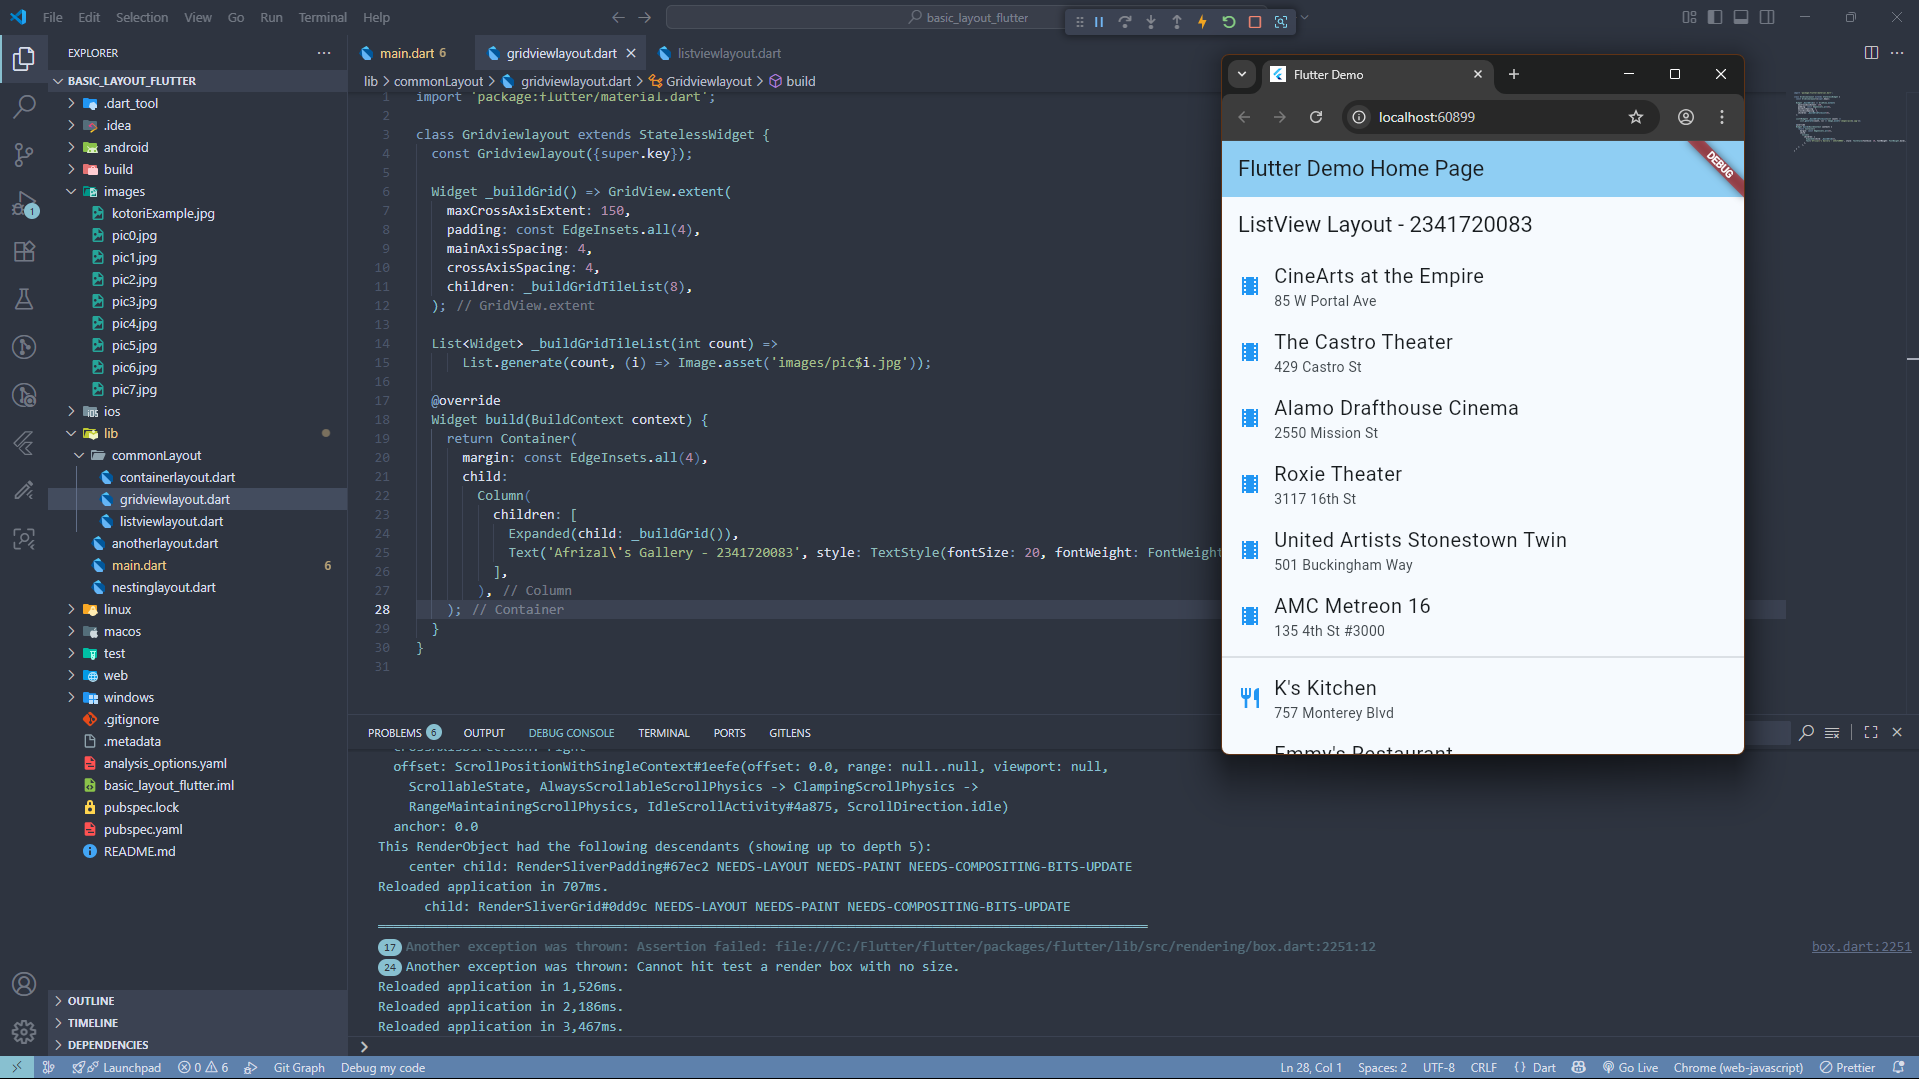 File Edit Selection View Go Run Terminal Help
basic_layout_flutter
EXPLORER
BASIC_LAYOUT_FLUTTER
.dart_tool
.idea
android
build
images
kotoriExample.jpg
pic0.jpg
pic1.jpg
pic2.jpg
pic3.jpg
pic4.jpg
pic5.jpg
pic6.jpg
pic7.jpg
ios
lib
commonLayout
containerlayout.dart
gridviewlayout.dart
listviewlayout.dart
anotherlayout.dart
main.dart 6
nestinglayout.dart
linux
macos
test
web
windows
.gitignore
.metadata
analysis_options.yaml
basic_layout_flutter.iml
pubspec.lock
pubspec.yaml
README.md
OUTLINE
TIMELINE
DEPENDENCIES
1
main.dart 6 gridviewlayout.dart listviewlayout.dart
lib > commonLayout > gridviewlayout.dart > Gridviewlayout > build
1 import 'package:flutter/material.dart';
2
3 class Gridviewlayout extends StatelessWidget {
4 const Gridviewlayout({super.key});
5
6 Widget _buildGrid() => GridView.extent(
7 maxCrossAxisExtent: 150,
8 padding: const EdgeInsets.all(4),
9 mainAxisSpacing: 4,
10 crossAxisSpacing: 4,
11 children: _buildGridTileList(8),
12 ); // GridView.extent
13
14 List<Widget> _buildGridTileList(int count) =>
15 List.generate(count, (i) => Image.asset('images/pic$i.jpg'));
16
17 @override
18 Widget build(BuildContext context) {
19 return Container(
20 margin: const EdgeInsets.all(4),
21 child:
22 Column(
23 children: [
24 Expanded(child: _buildGrid()),
25 Text('Afrizal\'s Gallery - 2341720083', style: TextStyle(fontSize: 20, fontWeight: FontWeight
26 ],
27 ), // Column
28 ); // Container
29 }
30 }
31
Flutter Demo
localhost:60899
Flutter Demo Home Page
DEBUG
ListView Layout - 2341720083
CineArts at the Empire
85 W Portal Ave
The Castro Theater
429 Castro St
Alamo Drafthouse Cinema
2550 Mission St
Roxie Theater
3117 16th St
United Artists Stonestown Twin
501 Buckingham Way
AMC Metreon 16
135 4th St #3000
K's Kitchen
757 Monterey Blvd
Emmy's Restaurant
PROBLEMS 6 OUTPUT DEBUG CONSOLE TERMINAL PORTS GITLENS
crossAxisDirection: right
offset: ScrollPositionWithSingleContext#1eefe(offset: 0.0, range: null..null, viewport: null,
ScrollableState, AlwaysScrollableScrollPhysics -> ClampingScrollPhysics ->
RangeMaintainingScrollPhysics, IdleScrollActivity#4a875, ScrollDirection.idle)
anchor: 0.0
This RenderObject had the following descendants (showing up to depth 5):
center child: RenderSliverPadding#67ec2 NEEDS-LAYOUT NEEDS-PAINT NEEDS-COMPOSITING-BITS-UPDATE
Reloaded application in 707ms.
child: RenderSliverGrid#0dd9c NEEDS-LAYOUT NEEDS-PAINT NEEDS-COMPOSITING-BITS-UPDATE
17 Another exception was thrown: Assertion failed: file:///C:/Flutter/flutter/packages/flutter/lib/src/rendering/box.dart:2251:12 box.dart:2251
24 Another exception was thrown: Cannot hit test a render box with no size.
Reloaded application in 1,526ms.
Reloaded application in 2,186ms.
Reloaded application in 3,467ms.
Launchpad 0 6 Git Graph Debug my code Ln 28, Col 1 Spaces: 2 UTF-8 CRLF { } Dart Go Live Chrome (web-javascript) Prettier